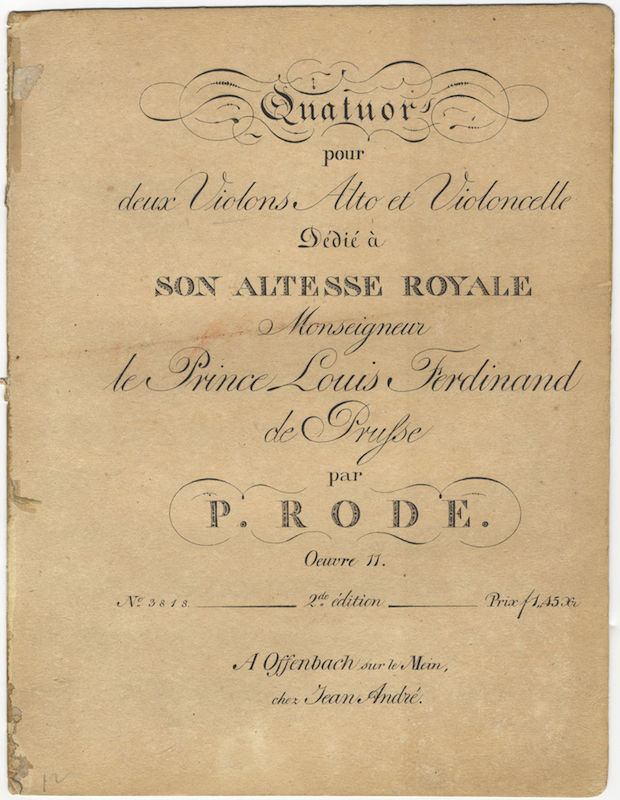 Quatuor
pour
deux Violons Alto et Violoncelle
Dédié à
SON ALTESSE ROYALE
Monseigneur
le Prince Louis Ferdinand
de Prusse
par
P. RODE.
Oeuvre 11.
No. 3818. 2de. édition Prix f 1,45 Xr
A Offenbach sur le Mein,
chez Jean André.